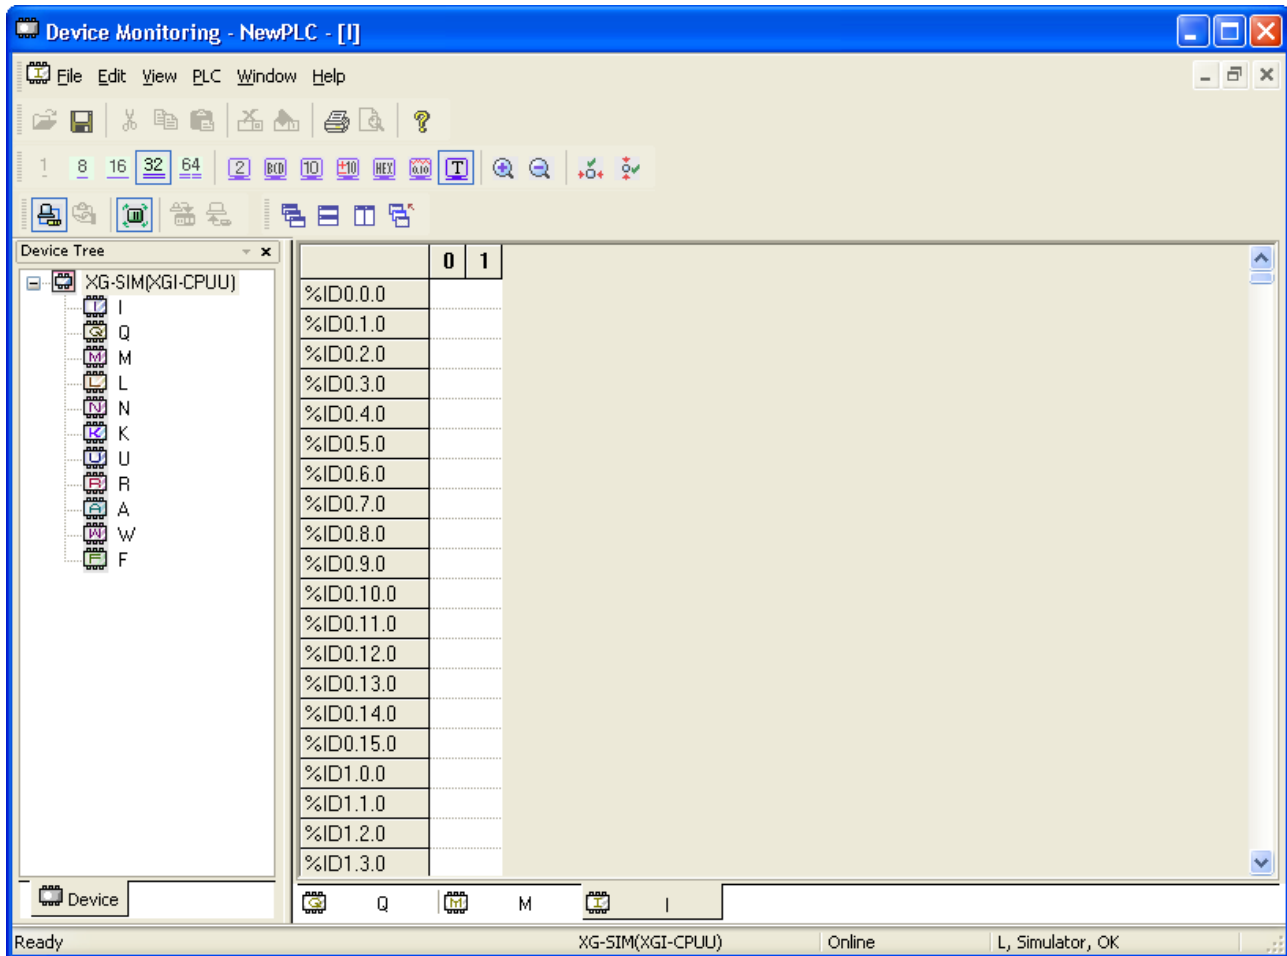 Device Monitoring - NewPLC - [I]
File Edit View PLC Window Help
1 8 16 32 64 2 BCD 10 ±10 HEX 0.10 T
Device Tree
XG-SIM(XGI-CPUU)
I
Q
M
L
N
K
U
R
A
W
F
Device
0 1
%ID0.0.0
%ID0.1.0
%ID0.2.0
%ID0.3.0
%ID0.4.0
%ID0.5.0
%ID0.6.0
%ID0.7.0
%ID0.8.0
%ID0.9.0
%ID0.10.0
%ID0.11.0
%ID0.12.0
%ID0.13.0
%ID0.14.0
%ID0.15.0
%ID1.0.0
%ID1.1.0
%ID1.2.0
%ID1.3.0
Q M I
Ready XG-SIM(XGI-CPUU) Online L, Simulator, OK